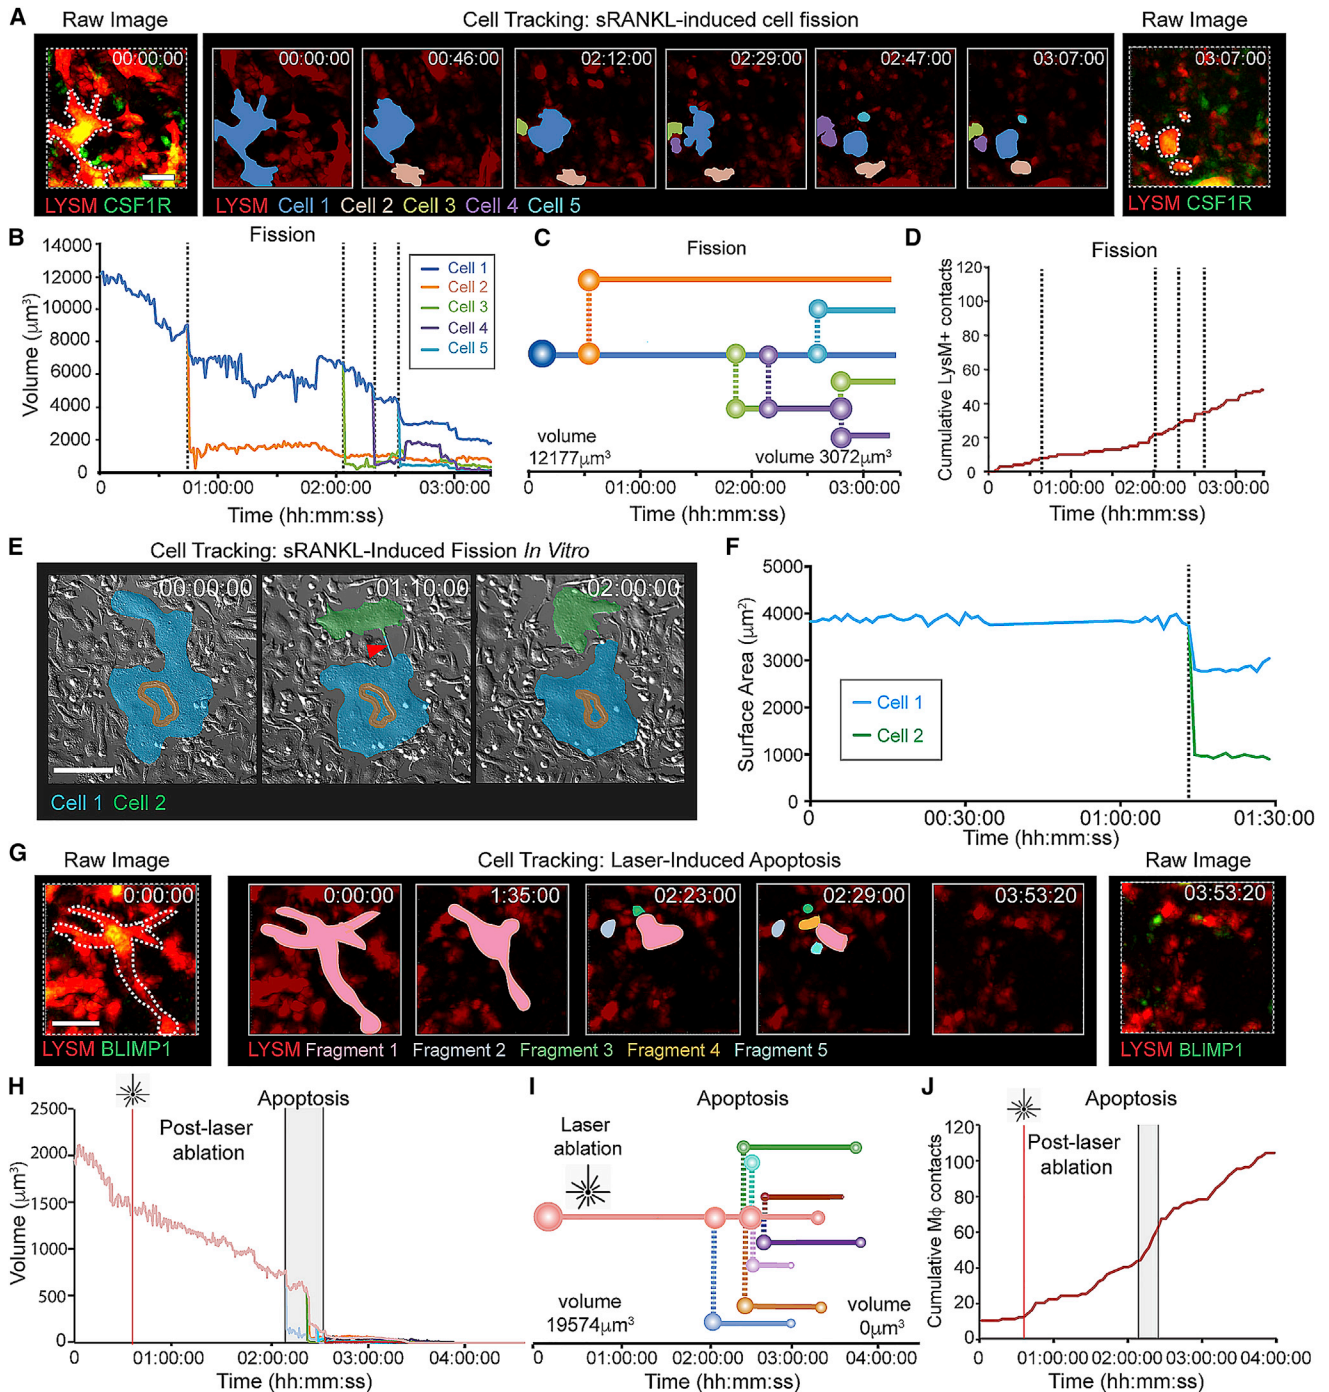 A
Raw Image
Cell Tracking: sRANKL-induced cell fission
Raw Image
00:00:00
00:00:00
00:46:00
02:12:00
02:29:00
02:47:00
03:07:00
03:07:00
LYSM CSF1R
LYSM Cell 1 Cell 2 Cell 3 Cell 4 Cell 5
LYSM CSF1R
B
Fission
14000
12000
10000
8000
6000
4000
2000
0
Volume (μm³)
Cell 1
Cell 2
Cell 3
Cell 4
Cell 5
0 01:00:00 02:00:00 03:00:00
Time (hh:mm:ss)
C
Fission
volume
12177μm³
volume 3072μm³
0 01:00:00 02:00:00 03:00:00
Time (hh:mm:ss)
D
Fission
120
100
80
60
40
20
0
Cumulative LysM+ contacts
0 01:00:00 02:00:00 03:00:00
Time (hh:mm:ss)
E
Cell Tracking: sRANKL-Induced Fission In Vitro
00:00:00
01:10:00
02:00:00
Cell 1 Cell 2
F
5000
4000
3000
2000
1000
0
Surface Area (μm²)
Cell 1
Cell 2
0 00:30:00 01:00:00 01:30:00
Time (hh:mm:ss)
G
Raw Image
Cell Tracking: Laser-Induced Apoptosis
Raw Image
0:00:00
0:00:00
1:35:00
02:23:00
02:29:00
03:53:20
03:53:20
LYSM BLIMP1
LYSM Fragment 1 Fragment 2 Fragment 3 Fragment 4 Fragment 5
LYSM BLIMP1
H
Apoptosis
Post-laser
ablation
2500
2000
1500
1000
500
0
Volume (μm³)
01:00:00 02:00:00 03:00:00 04:00:00
Time (hh:mm:ss)
I
Apoptosis
Laser
ablation
volume
19574μm³
volume
0μm³
0 01:00:00 02:00:00 03:00:00 04:00:00
Time (hh:mm:ss)
J
Apoptosis
Post-laser
ablation
120
100
80
60
40
20
0
Cumulative Mφ contacts
0 01:00:00 02:00:00 03:00:00 04:00:00
Time (hh:mm:ss)